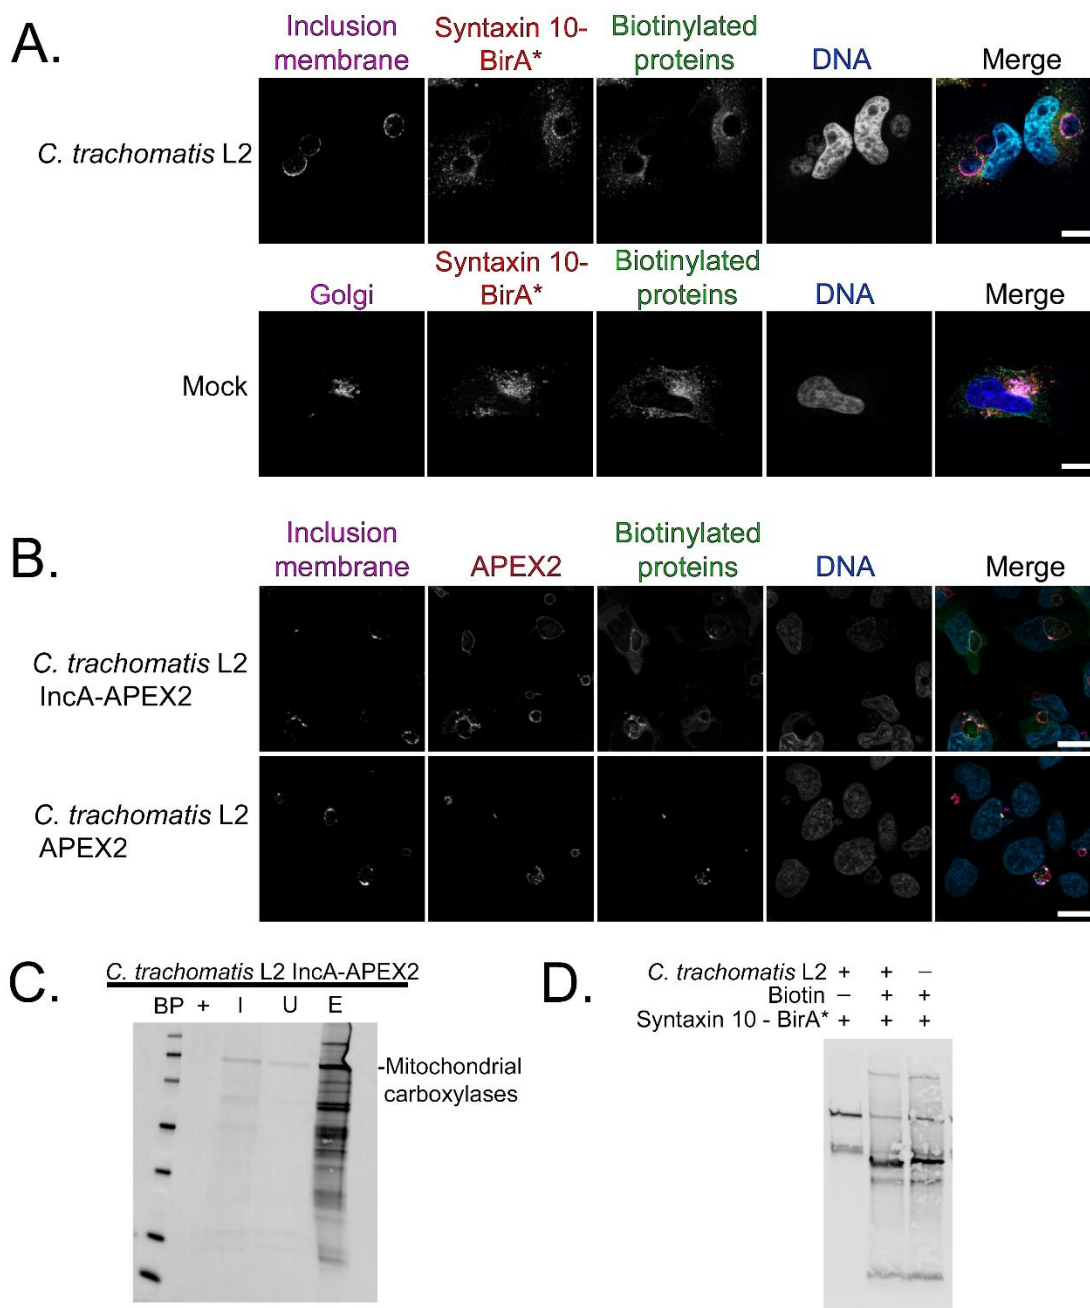 A.
Inclusion membrane
Syntaxin 10-BirA*
Biotinylated proteins
DNA
Merge
C. trachomatis L2
Golgi
Syntaxin 10-BirA*
Biotinylated proteins
DNA
Merge
Mock
B.
Inclusion membrane
APEX2
Biotinylated proteins
DNA
Merge
C. trachomatis L2
IncA-APEX2
C. trachomatis L2
APEX2
C.
C. trachomatis L2 IncA-APEX2
BP + I U E
-Mitochondrial
carboxylases
D.
C. trachomatis L2 + + –
Biotin – + +
Syntaxin 10 - BirA* + + +